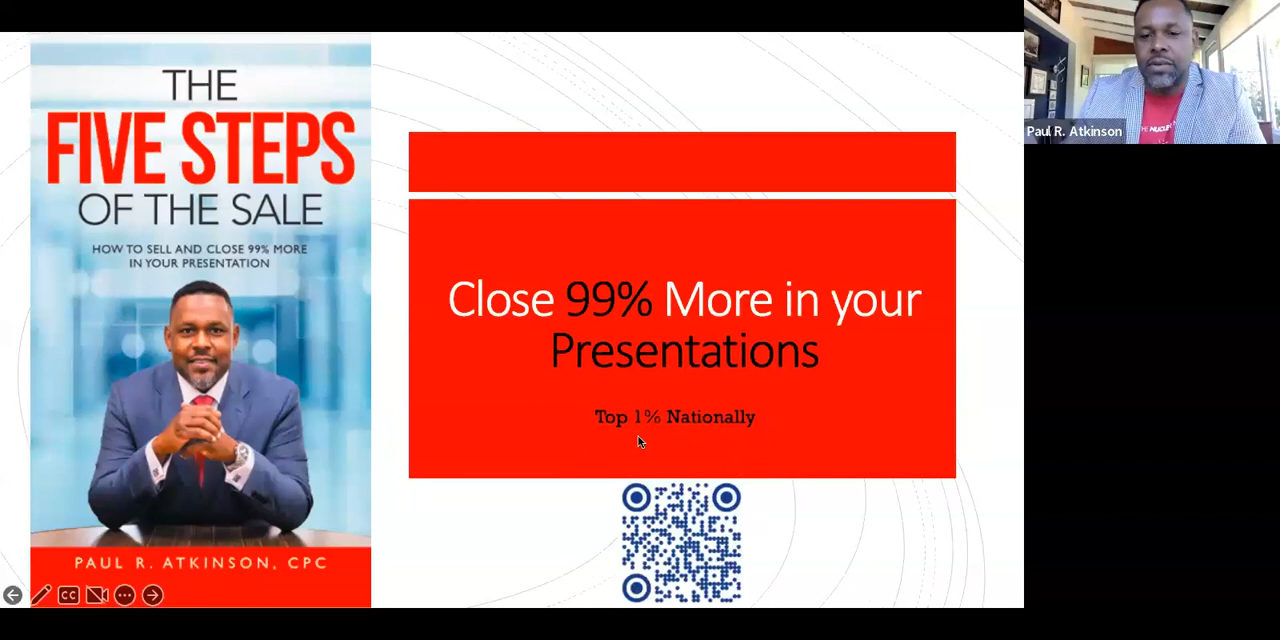 THE
FIVE STEPS
OF THE SALE
HOW TO SELL AND CLOSE 99% MORE
IN YOUR PRESENTATION
PAUL R. ATKINSON, CPC
CC
Close 99% More in your
Presentations
Top 1% Nationally
Paul R. Atkinson